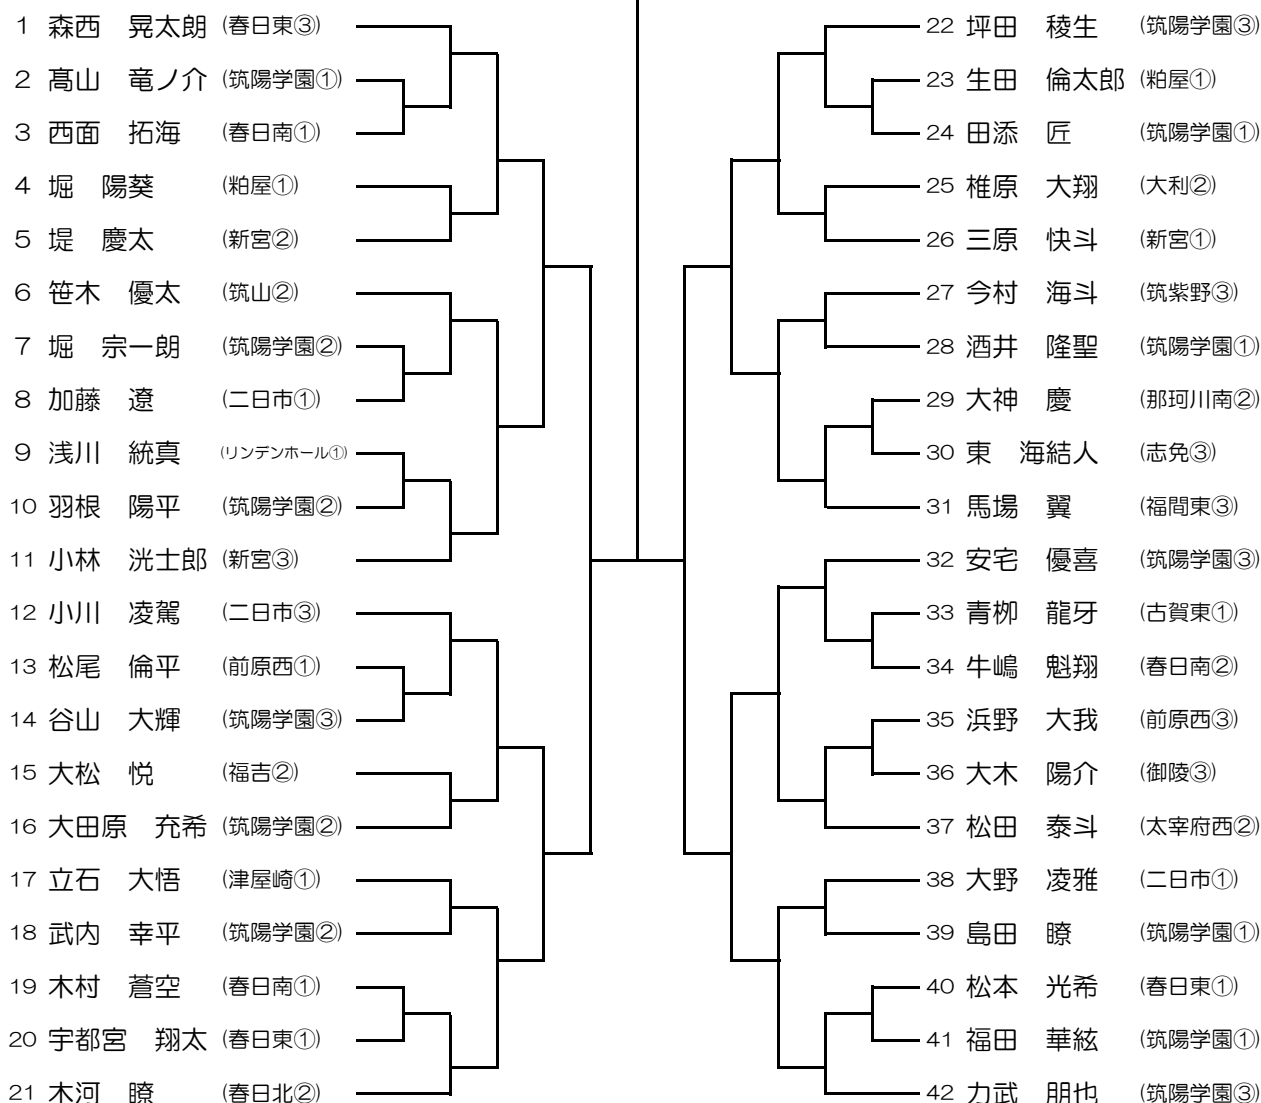 1 森西 晃太朗 (春日東③)
2 髙山 竜ノ介 (筑陽学園①)
3 西面 拓海 (春日南①)
4 堀 陽葵 (粕屋①)
5 堤 慶太 (新宮②)
6 笹木 優太 (筑山②)
7 堀 宗一朗 (筑陽学園②)
8 加藤 遼 (二日市①)
9 浅川 統真 (リンデンホール①)
10 羽根 陽平 (筑陽学園②)
11 小林 洸士郎 (新宮③)
12 小川 凌駕 (二日市③)
13 松尾 倫平 (前原西①)
14 谷山 大輝 (筑陽学園③)
15 大松 悦 (福吉②)
16 大田原 充希 (筑陽学園②)
17 立石 大悟 (津屋崎①)
18 武内 幸平 (筑陽学園②)
19 木村 蒼空 (春日南①)
20 宇都宮 翔太 (春日東①)
21 木河 瞭 (春日北②)
22 坪田 稜生 (筑陽学園③)
23 生田 倫太郎 (粕屋①)
24 田添 匠 (筑陽学園①)
25 椎原 大翔 (大利②)
26 三原 快斗 (新宮①)
27 今村 海斗 (筑紫野③)
28 酒井 隆聖 (筑陽学園①)
29 大神 慶 (那珂川南②)
30 東 海結人 (志免③)
31 馬場 翼 (福間東③)
32 安宅 優喜 (筑陽学園③)
33 青栁 龍牙 (古賀東①)
34 牛嶋 魁翔 (春日南②)
35 浜野 大我 (前原西③)
36 大木 陽介 (御陵③)
37 松田 泰斗 (太宰府西②)
38 大野 凌雅 (二日市①)
39 島田 瞭 (筑陽学園①)
40 松本 光希 (春日東①)
41 福田 華絃 (筑陽学園①)
42 力武 朋也 (筑陽学園③)